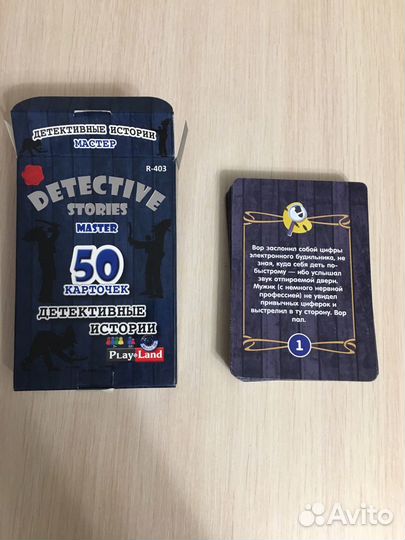 ДЕТЕКТИВНЫЕ ИСТОРИИ
МАСТЕР
R-403
DETECTIVE
STORIES
MASTER
50
КАРТОЧЕК
ДЕТЕКТИВНЫЕ
ИСТОРИИ
PLay Land
Вор заслонил собой цифры
электронного будильника, не
зная, куда себя деть по-
быстрому — ибо услышал
звук отпираемой двери.
Мужик (с немного нервной
профессией) не увидел
привычных циферок и
выстрелил в ту сторону. Вор
пал.
1
Avito